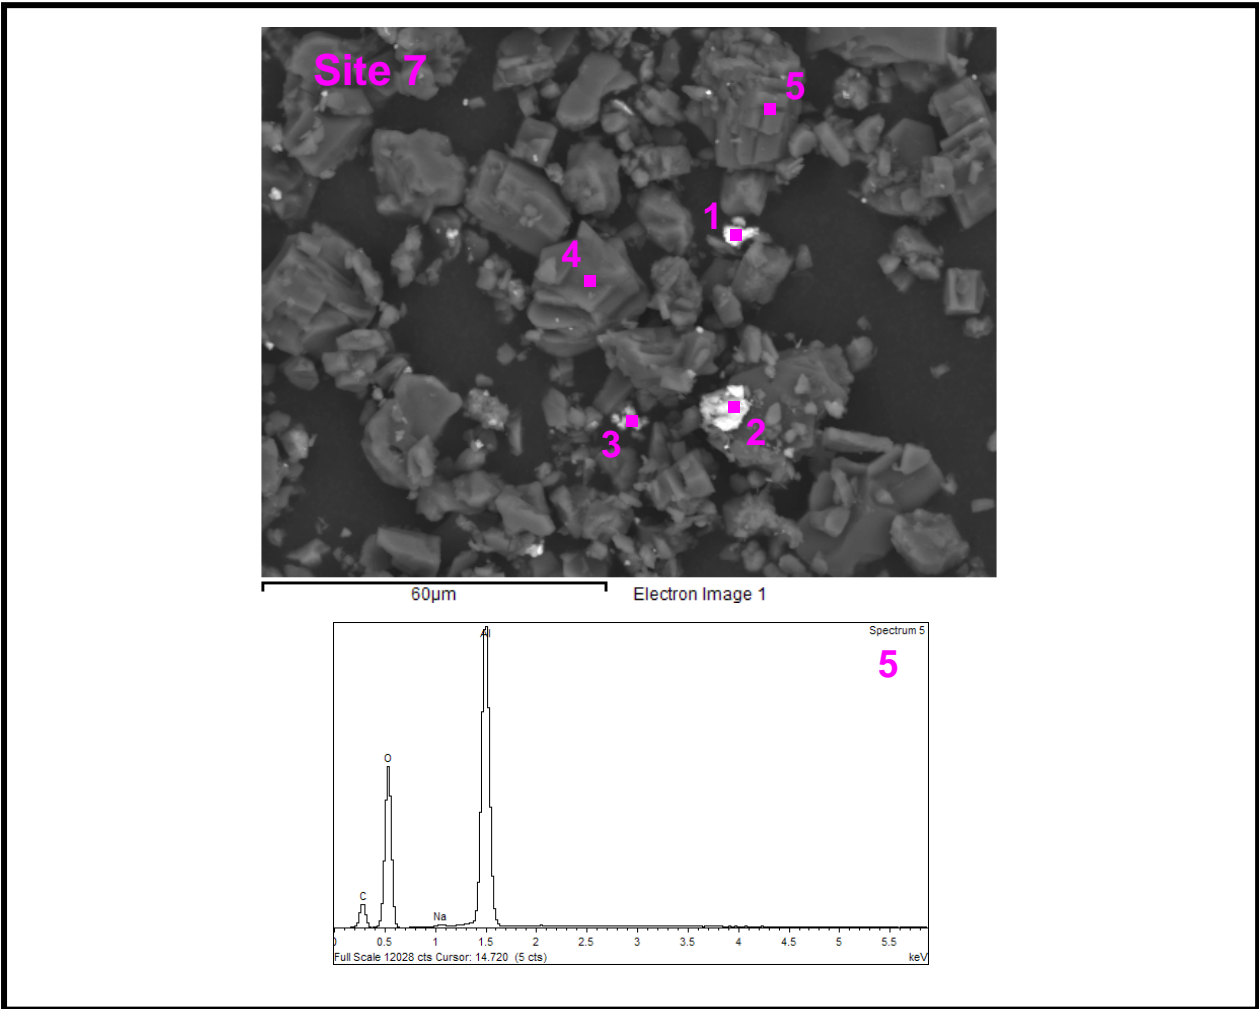 Site 7
5
1
4
3
2
60µm
Electron Image 1
Spectrum 5
5
Al
O
C
Na
0 0.5 1 1.5 2 2.5 3 3.5 4 4.5 5 5.5
Full Scale 12028 cts Cursor: 14.720 (5 cts) keV